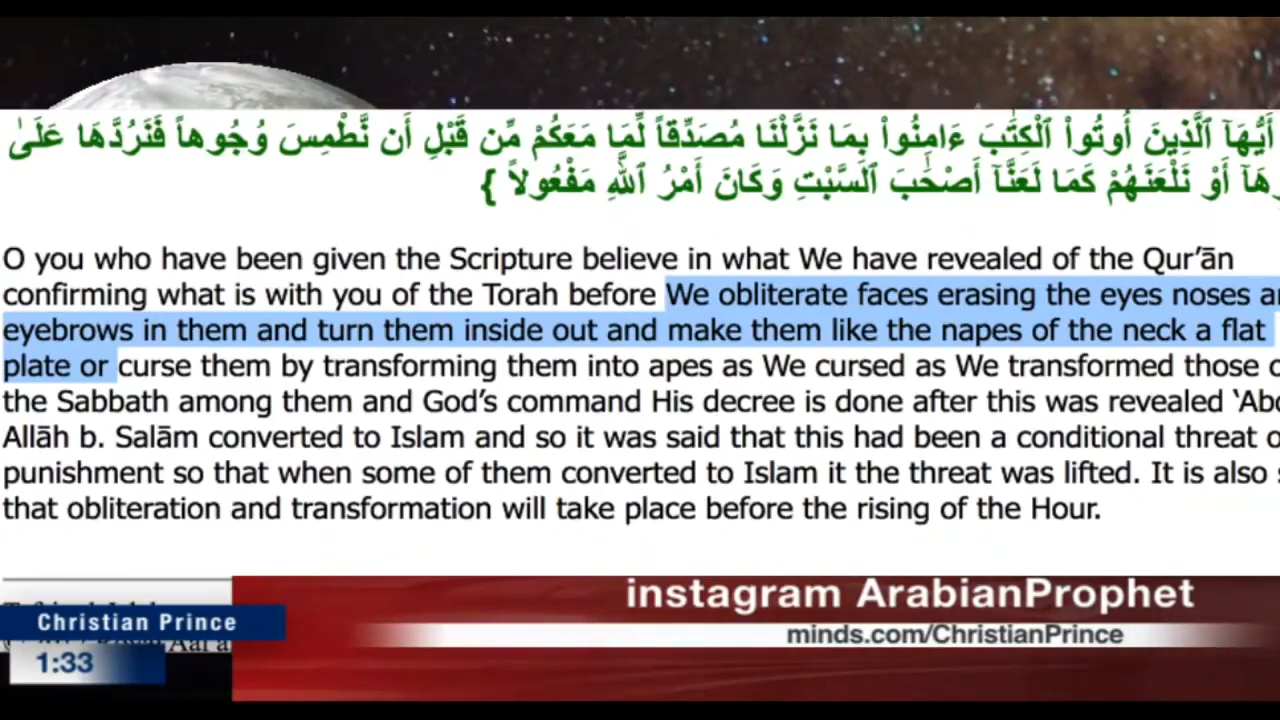 أَيُّهَآ ٱلَّذِينَ أُوتُواْ ٱلْكِتَٰبَ ءَامِنُواْ بِمَا نَزَّلْنَا مُصَدِّقاً لِّمَا مَعَكُمْ مِّن قَبْلِ أَن نَّطْمِسَ وُجُوهاً فَنَرُدَّهَا عَلَىٰ
أَوْ نَلْعَنَهُمْ كَمَا لَعَنَّآ أَصْحَٰبَ ٱلسَّبْتِ وَكَانَ أَمْرُ ٱللَّهِ مَفْعُولاً }
O you who have been given the Scripture believe in what We have revealed of the Qur’ān
confirming what is with you of the Torah before We obliterate faces erasing the eyes noses
eyebrows in them and turn them inside out and make them like the napes of the neck a flat
plate or curse them by transforming them into apes as We cursed as We transformed those
the Sabbath among them and God’s command His decree is done after this was revealed
Allāh b. Salām converted to Islam and so it was said that this had been a conditional threat
punishment so that when some of them converted to Islam it the threat was lifted. It is also
that obliteration and transformation will take place before the rising of the Hour.
instagram ArabianProphet
Christian Prince
minds.com/ChristianPrince
1:33